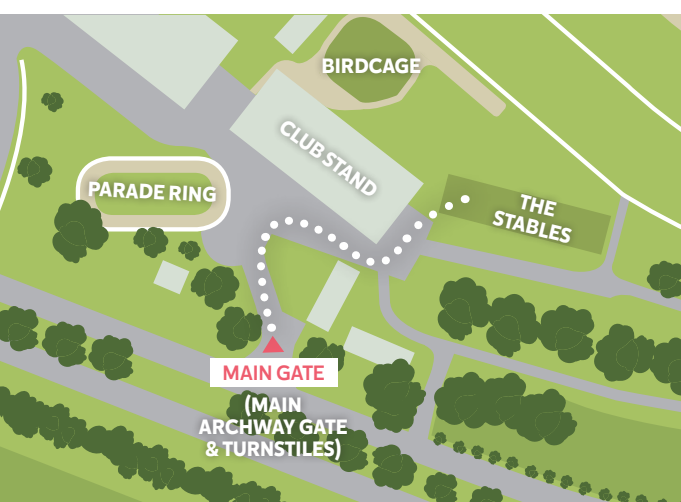 BIRDCAGE
CLUB STAND
PARADE RING
THE
STABLES
MAIN GATE
(MAIN
ARCHWAY GATE
& TURNSTILES)